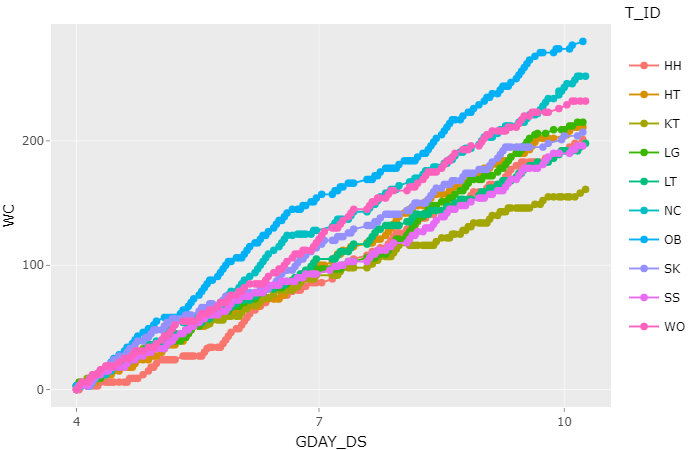 T_ID
HH
HT
KT
LG
LT
NC
OB
SK
SS
WO
WC
200
100
0
4 7 10
GDAY_DS